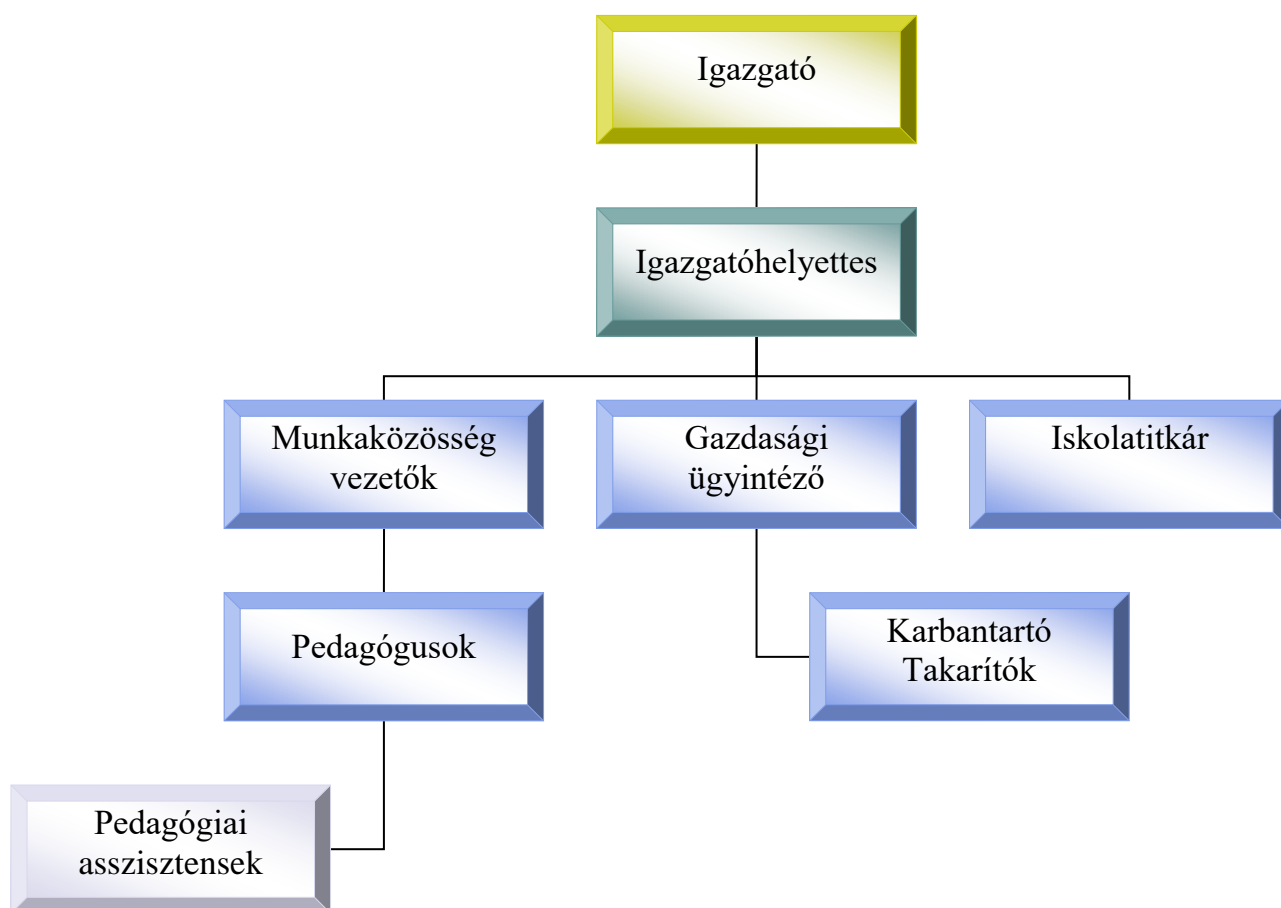 Igazgató
Igazgatóhelyettes
Munkaközösség
vezetők
Gazdasági
ügyintéző
Iskolatitkár
Pedagógusok
Karbantartó
Takarítók
Pedagógiai
asszisztensek